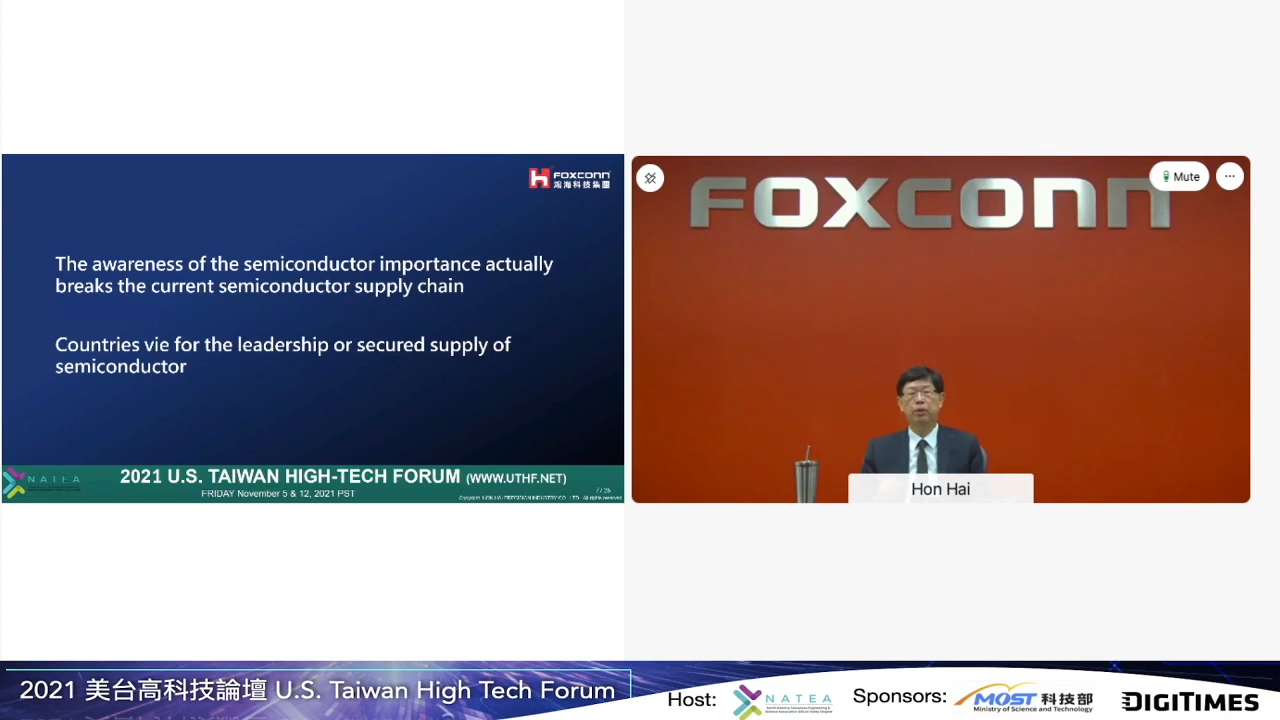 FOXCONN
鴻海科技集團
The awareness of the semiconductor importance actually
breaks the current semiconductor supply chain
Countries vie for the leadership or secured supply of
semiconductor
NATEA
2021 U.S. TAIWAN HIGH-TECH FORUM (WWW.UTHF.NET)
FRIDAY November 5 & 12, 2021 PST
FOXCONN
Mute
Hon Hai
2021 美台高科技論壇 U.S. Taiwan High Tech Forum
Host:
NATEA
Sponsors:
MOST 科技部
Ministry of Science and Technology
DIGITIMES